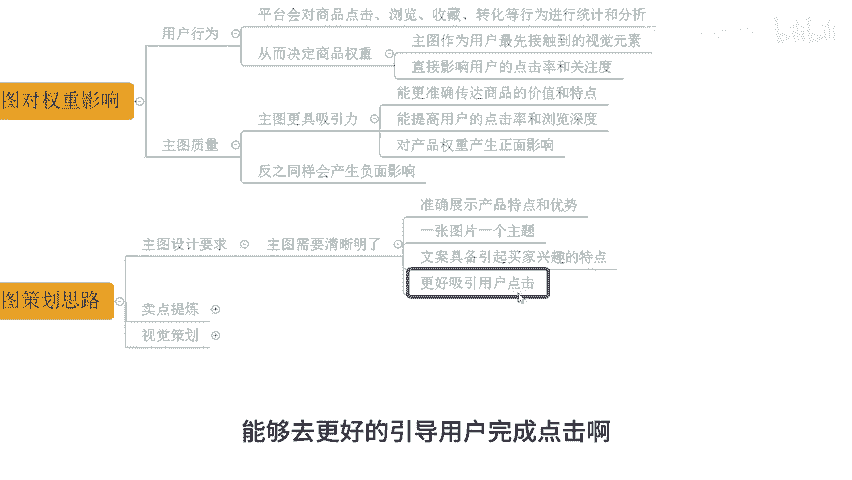 平台会对商品点击、浏览、收藏、转化等行为进行统计和分析
用户行为
从而决定商品权重
主图作为用户最先接触到的视觉元素
直接影响用户的点击率和关注度
图对权重影响
能更准确传达商品的价值和特点
主图更具吸引力
能提高用户的点击率和浏览深度
主图质量
对产品权重产生正面影响
反之同样会产生负面影响
准确展示产品特点和优势
一张图片一个主题
主图设计要求
主图需要清晰明了
文案具备引起买家兴趣的特点
更好吸引用户点击
图策划思路
卖点提炼
视觉策划
能够去更好的引导用户完成点击啊
bilibili